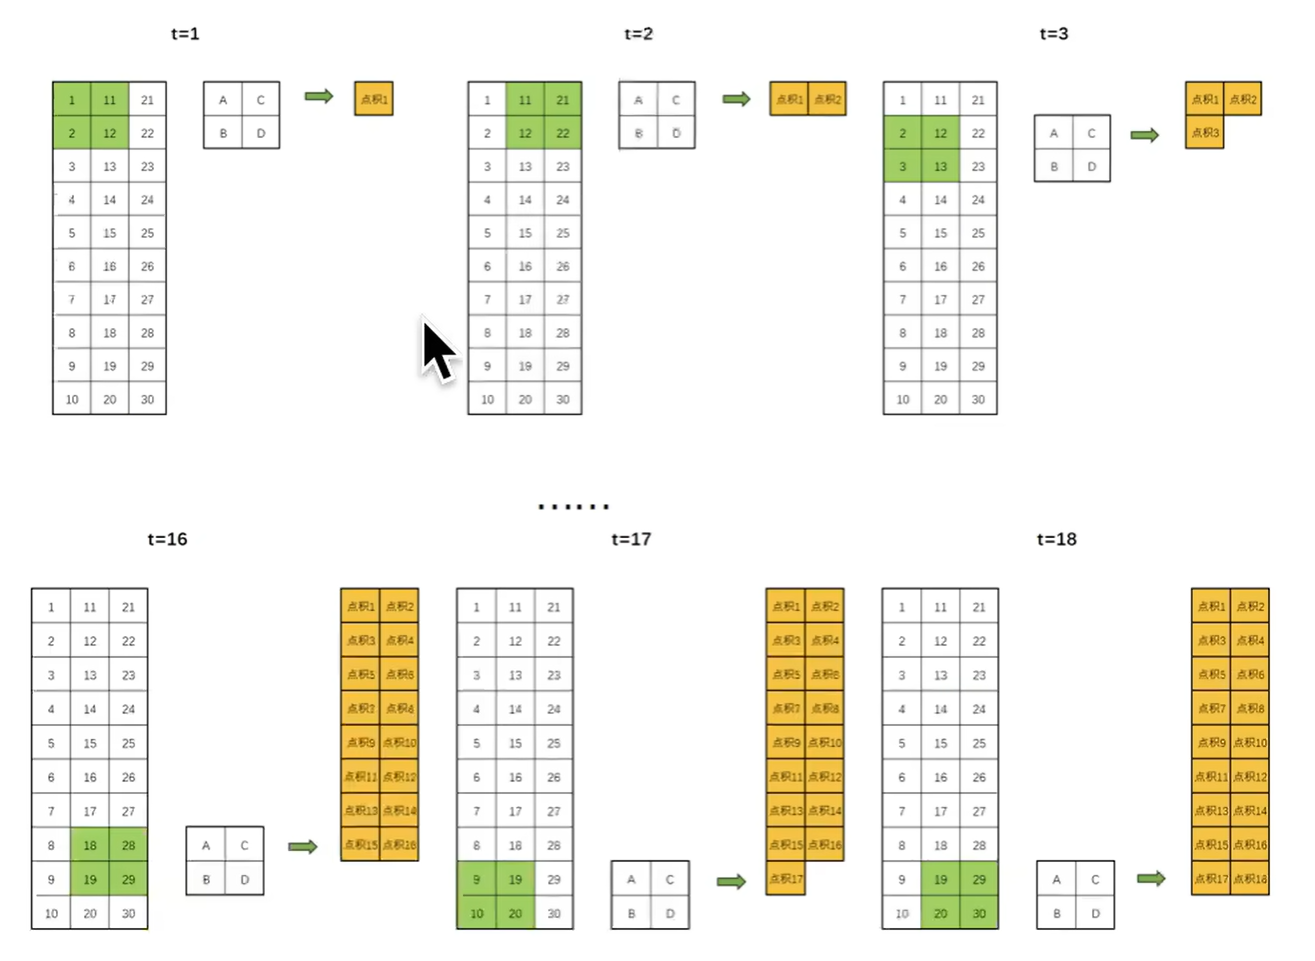 t=1 t=2 t=3
1 11 21 A C 点积1 1 11 21 A C 点积1 点积2 1 11 21 点积1 点积2
2 12 22 B D 2 12 22 B D 2 12 22 A C 点积3
3 13 23 3 13 23 3 13 23 B D
4 14 24 4 14 24 4 14 24
5 15 25 5 15 25 5 15 25
6 16 26 6 16 26 6 16 26
7 17 27 7 17 27 7 17 27
8 18 28 8 18 28 8 18 28
9 19 29 9 19 29 9 19 29
10 20 30 10 20 30 10 20 30
……
t=16 t=17 t=18
1 11 21 点积1 点积2 1 11 21 点积1 点积2 1 11 21 点积1 点积2
2 12 22 点积3 点积4 2 12 22 点积3 点积4 2 12 22 点积3 点积4
3 13 23 点积5 点积6 3 13 23 点积5 点积6 3 13 23 点积5 点积6
4 14 24 点积7 点积8 4 14 24 点积7 点积8 4 14 24 点积7 点积8
5 15 25 点积9 点积10 5 15 25 点积9 点积10 5 15 25 点积9 点积10
6 16 26 点积11 点积12 6 16 26 点积11 点积12 6 16 26 点积11 点积12
7 17 27 点积13 点积14 7 17 27 点积13 点积14 7 17 27 点积13 点积14
8 18 28 A C 点积15 点积16 8 18 28 点积15 点积16 8 18 28 点积15 点积16
9 19 29 B D 9 19 29 A C 点积17 9 19 29 A C 点积17 点积18
10 20 30 10 20 30 B D 10 20 30 B D